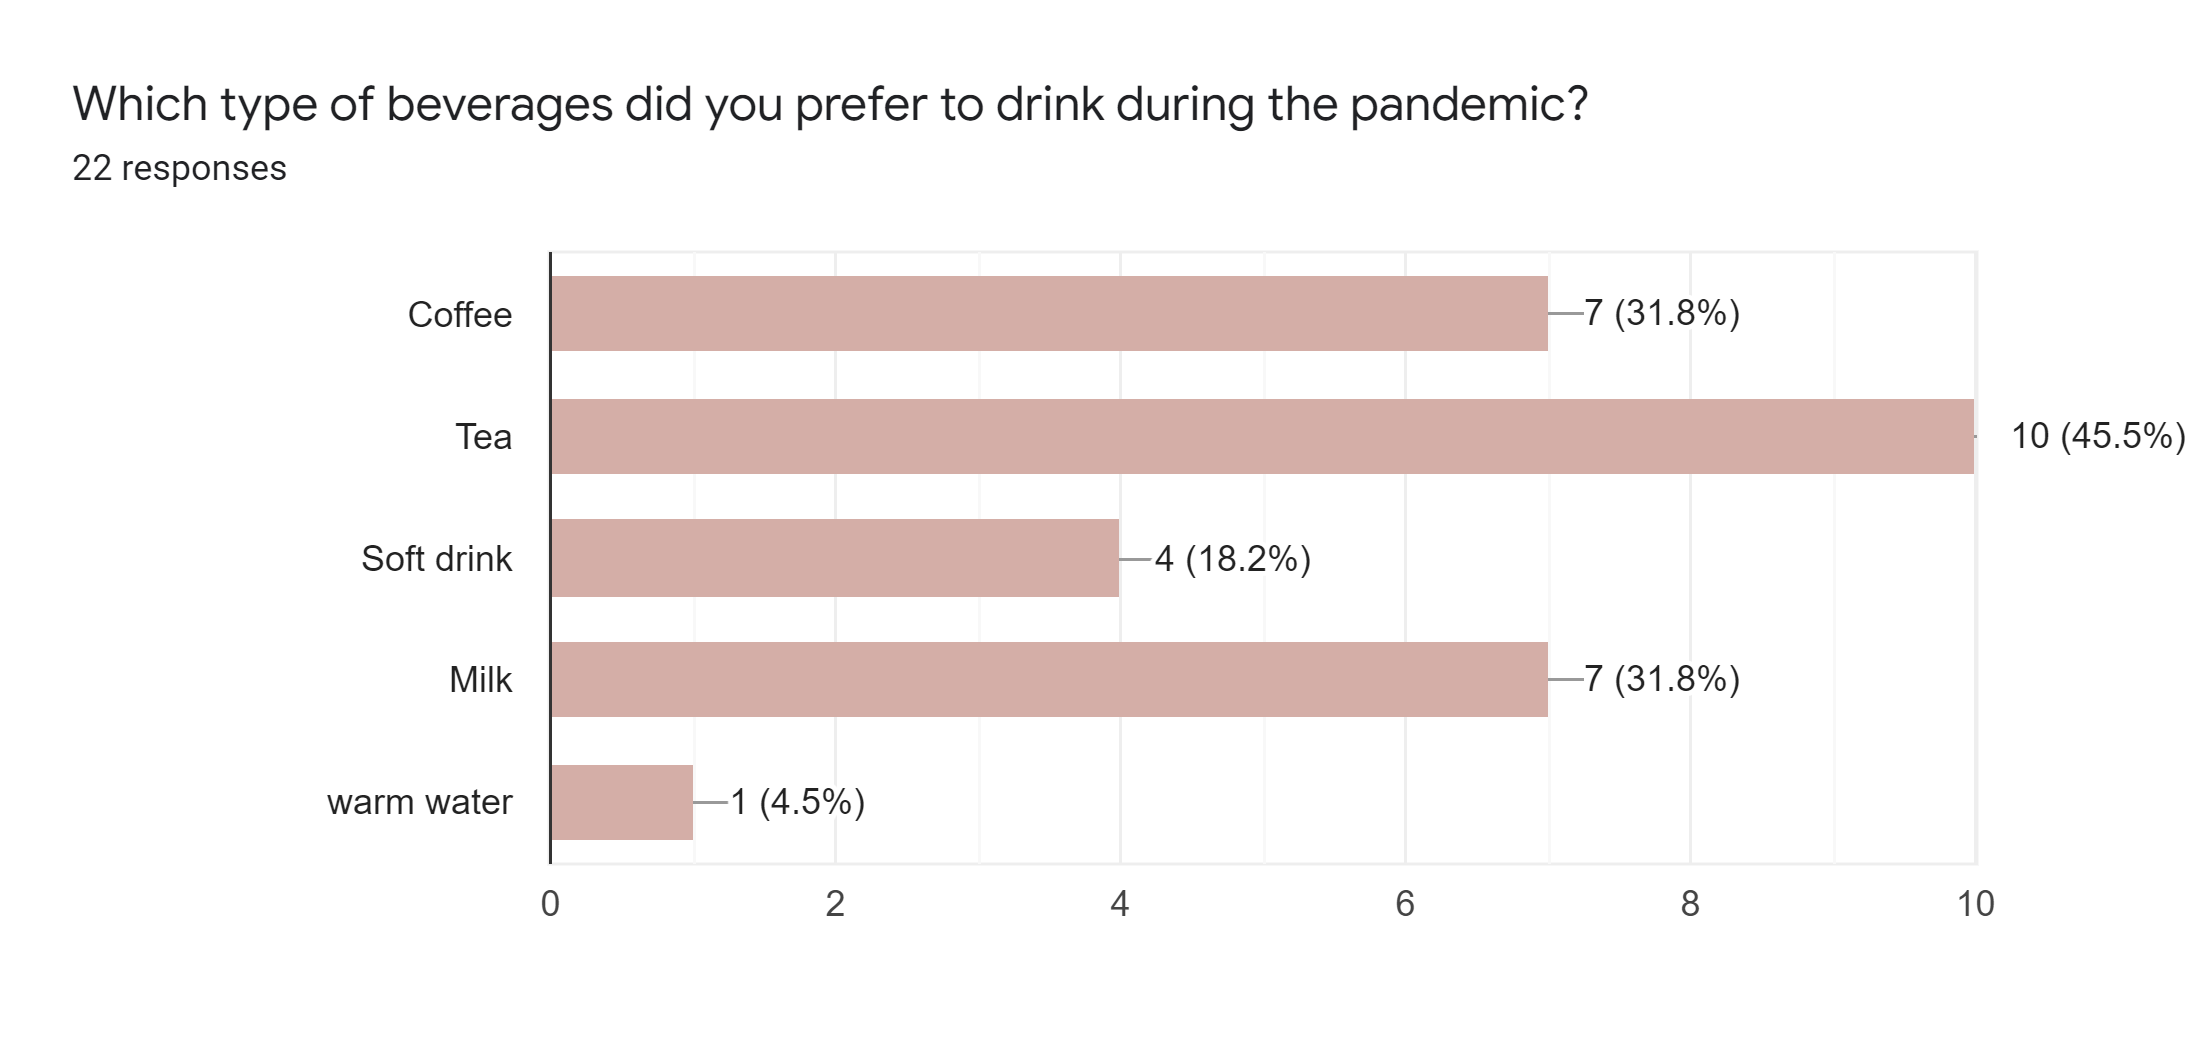 Which type of beverages did you prefer to drink during the pandemic?
22 responses
Coffee 7 (31.8%)
Tea 10 (45.5%)
Soft drink 4 (18.2%)
Milk 7 (31.8%)
warm water 1 (4.5%)
0 2 4 6 8 10